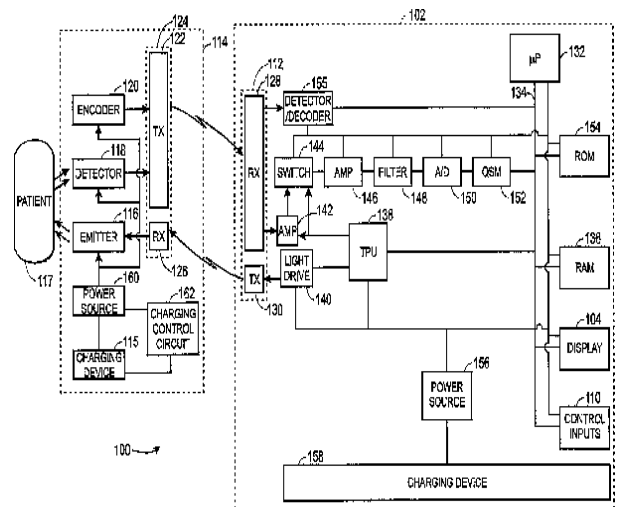 124
122
114
120
ENCODER
118
DETECTOR
TX
PATIENT
116
EMITTER
RX
126
117
160
POWER
SOURCE
162
CHARGING
CONTROL
CIRCUIT
115
CHARGING
DEVICE
100
102
112
128
165
DETECTOR
/DECODER
134
µP
132
144
SWITCH
AMP
146
FILTER
148
A/D
150
QSM
152
154
ROM
RX
142
AMP
138
TPU
136
RAM
TX
130
LIGHT
DRIVE
140
104
DISPLAY
156
POWER
SOURCE
110
CONTROL
INPUTS
158
CHARGING DEVICE